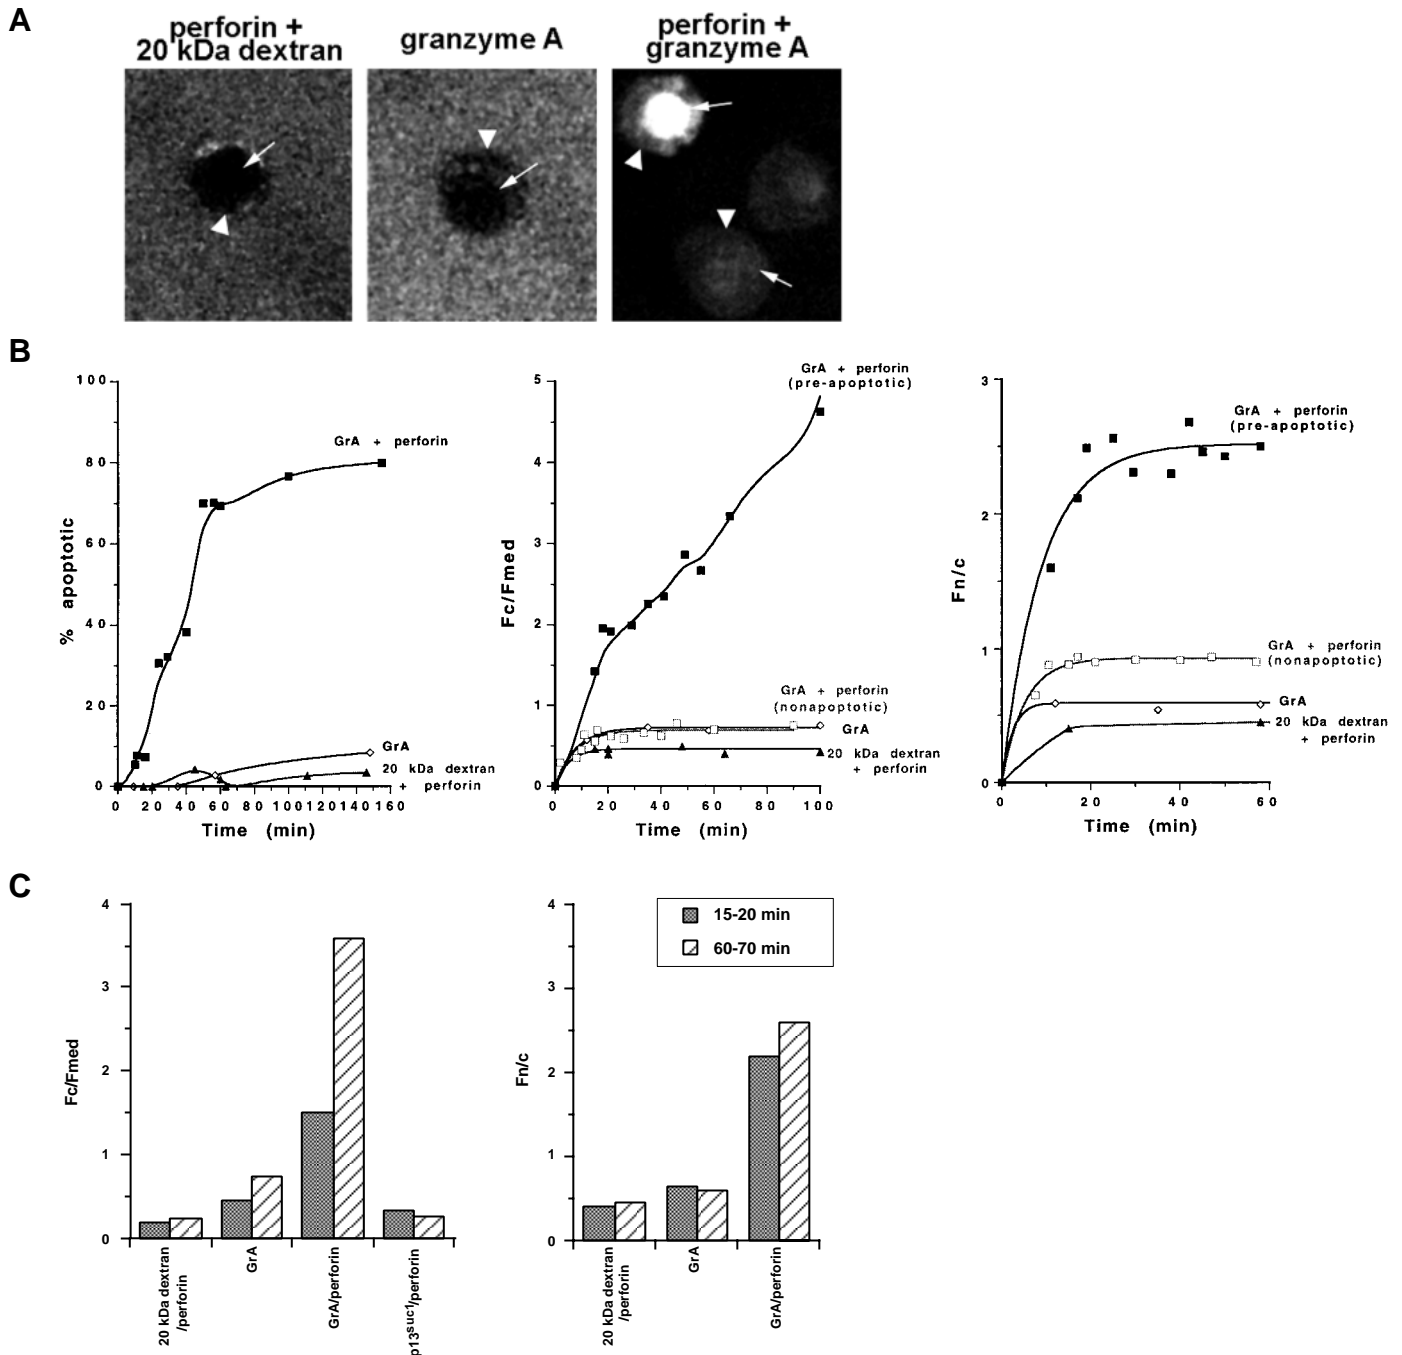 A
perforin +
20 kDa dextran
granzyme A
perforin +
granzyme A
B
100
80
60
40
20
0
% apoptotic
0 20 40 60 80 100 120 140 160
Time (min)
GrA + perforin
GrA
20 kDa dextran
+ perforin
5
4
3
2
1
0
Fc/Fmed
0 20 40 60 80 100
Time (min)
GrA + perforin
(pre-apoptotic)
GrA + perforin
(nonapoptotic)
GrA
20 kDa dextran
+ perforin
3
2
1
0
Fn/c
0 20 40 60
Time (min)
GrA + perforin
(pre-apoptotic)
GrA + perforin
(nonapoptotic)
GrA
20 kDa dextran
+ perforin
C
4
3
2
1
0
Fc/Fmed
20 kDa dextran
/perforin
GrA
GrA/perforin
p13suc1/perforin
4
3
2
1
0
Fn/c
15-20 min
60-70 min
20 kDa dextran
/perforin
GrA
GrA/perforin